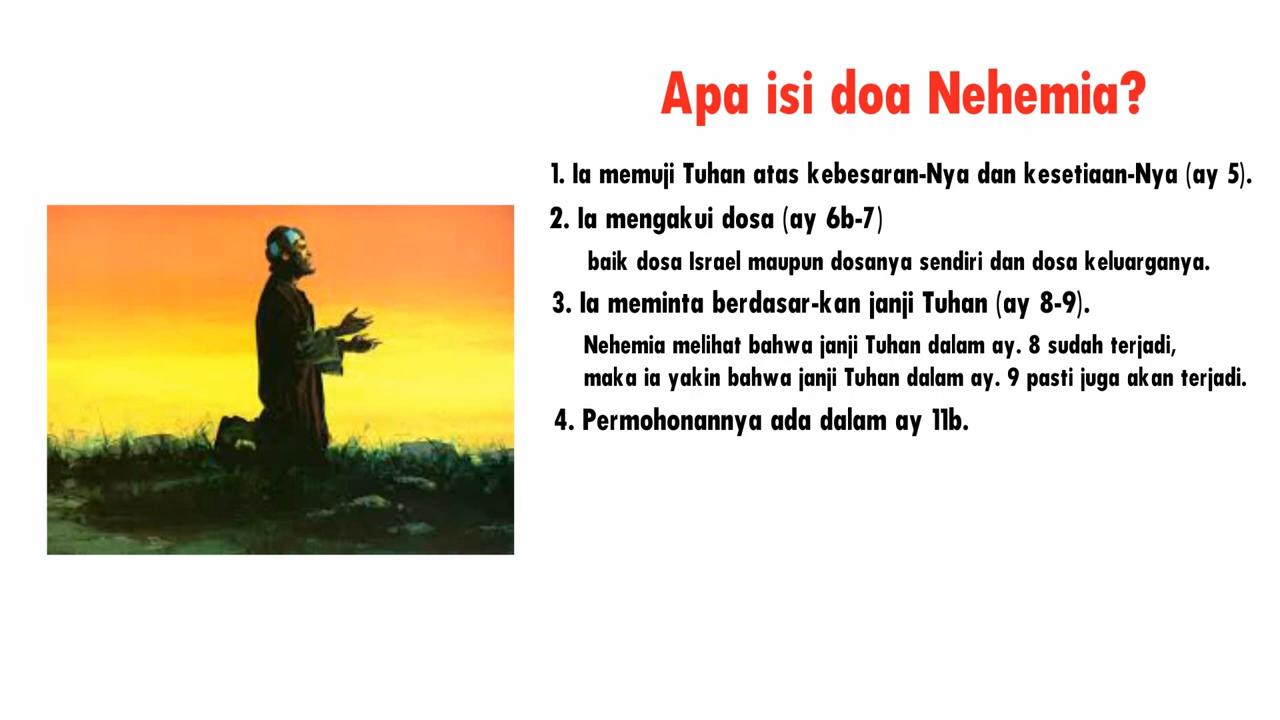 Apa isi doa Nehemia?
1. Ia memuji Tuhan atas kebesaran-Nya dan kesetiaan-Nya (ay 5).
2. Ia mengakui dosa (ay 6b-7)
baik dosa Israel maupun dosanya sendiri dan dosa keluarganya.
3. Ia meminta berdasar-kan janji Tuhan (ay 8-9).
Nehemia melihat bahwa janji Tuhan dalam ay. 8 sudah terjadi,
maka ia yakin bahwa janji Tuhan dalam ay. 9 pasti juga akan terjadi.
4. Permohonannya ada dalam ay 11b.